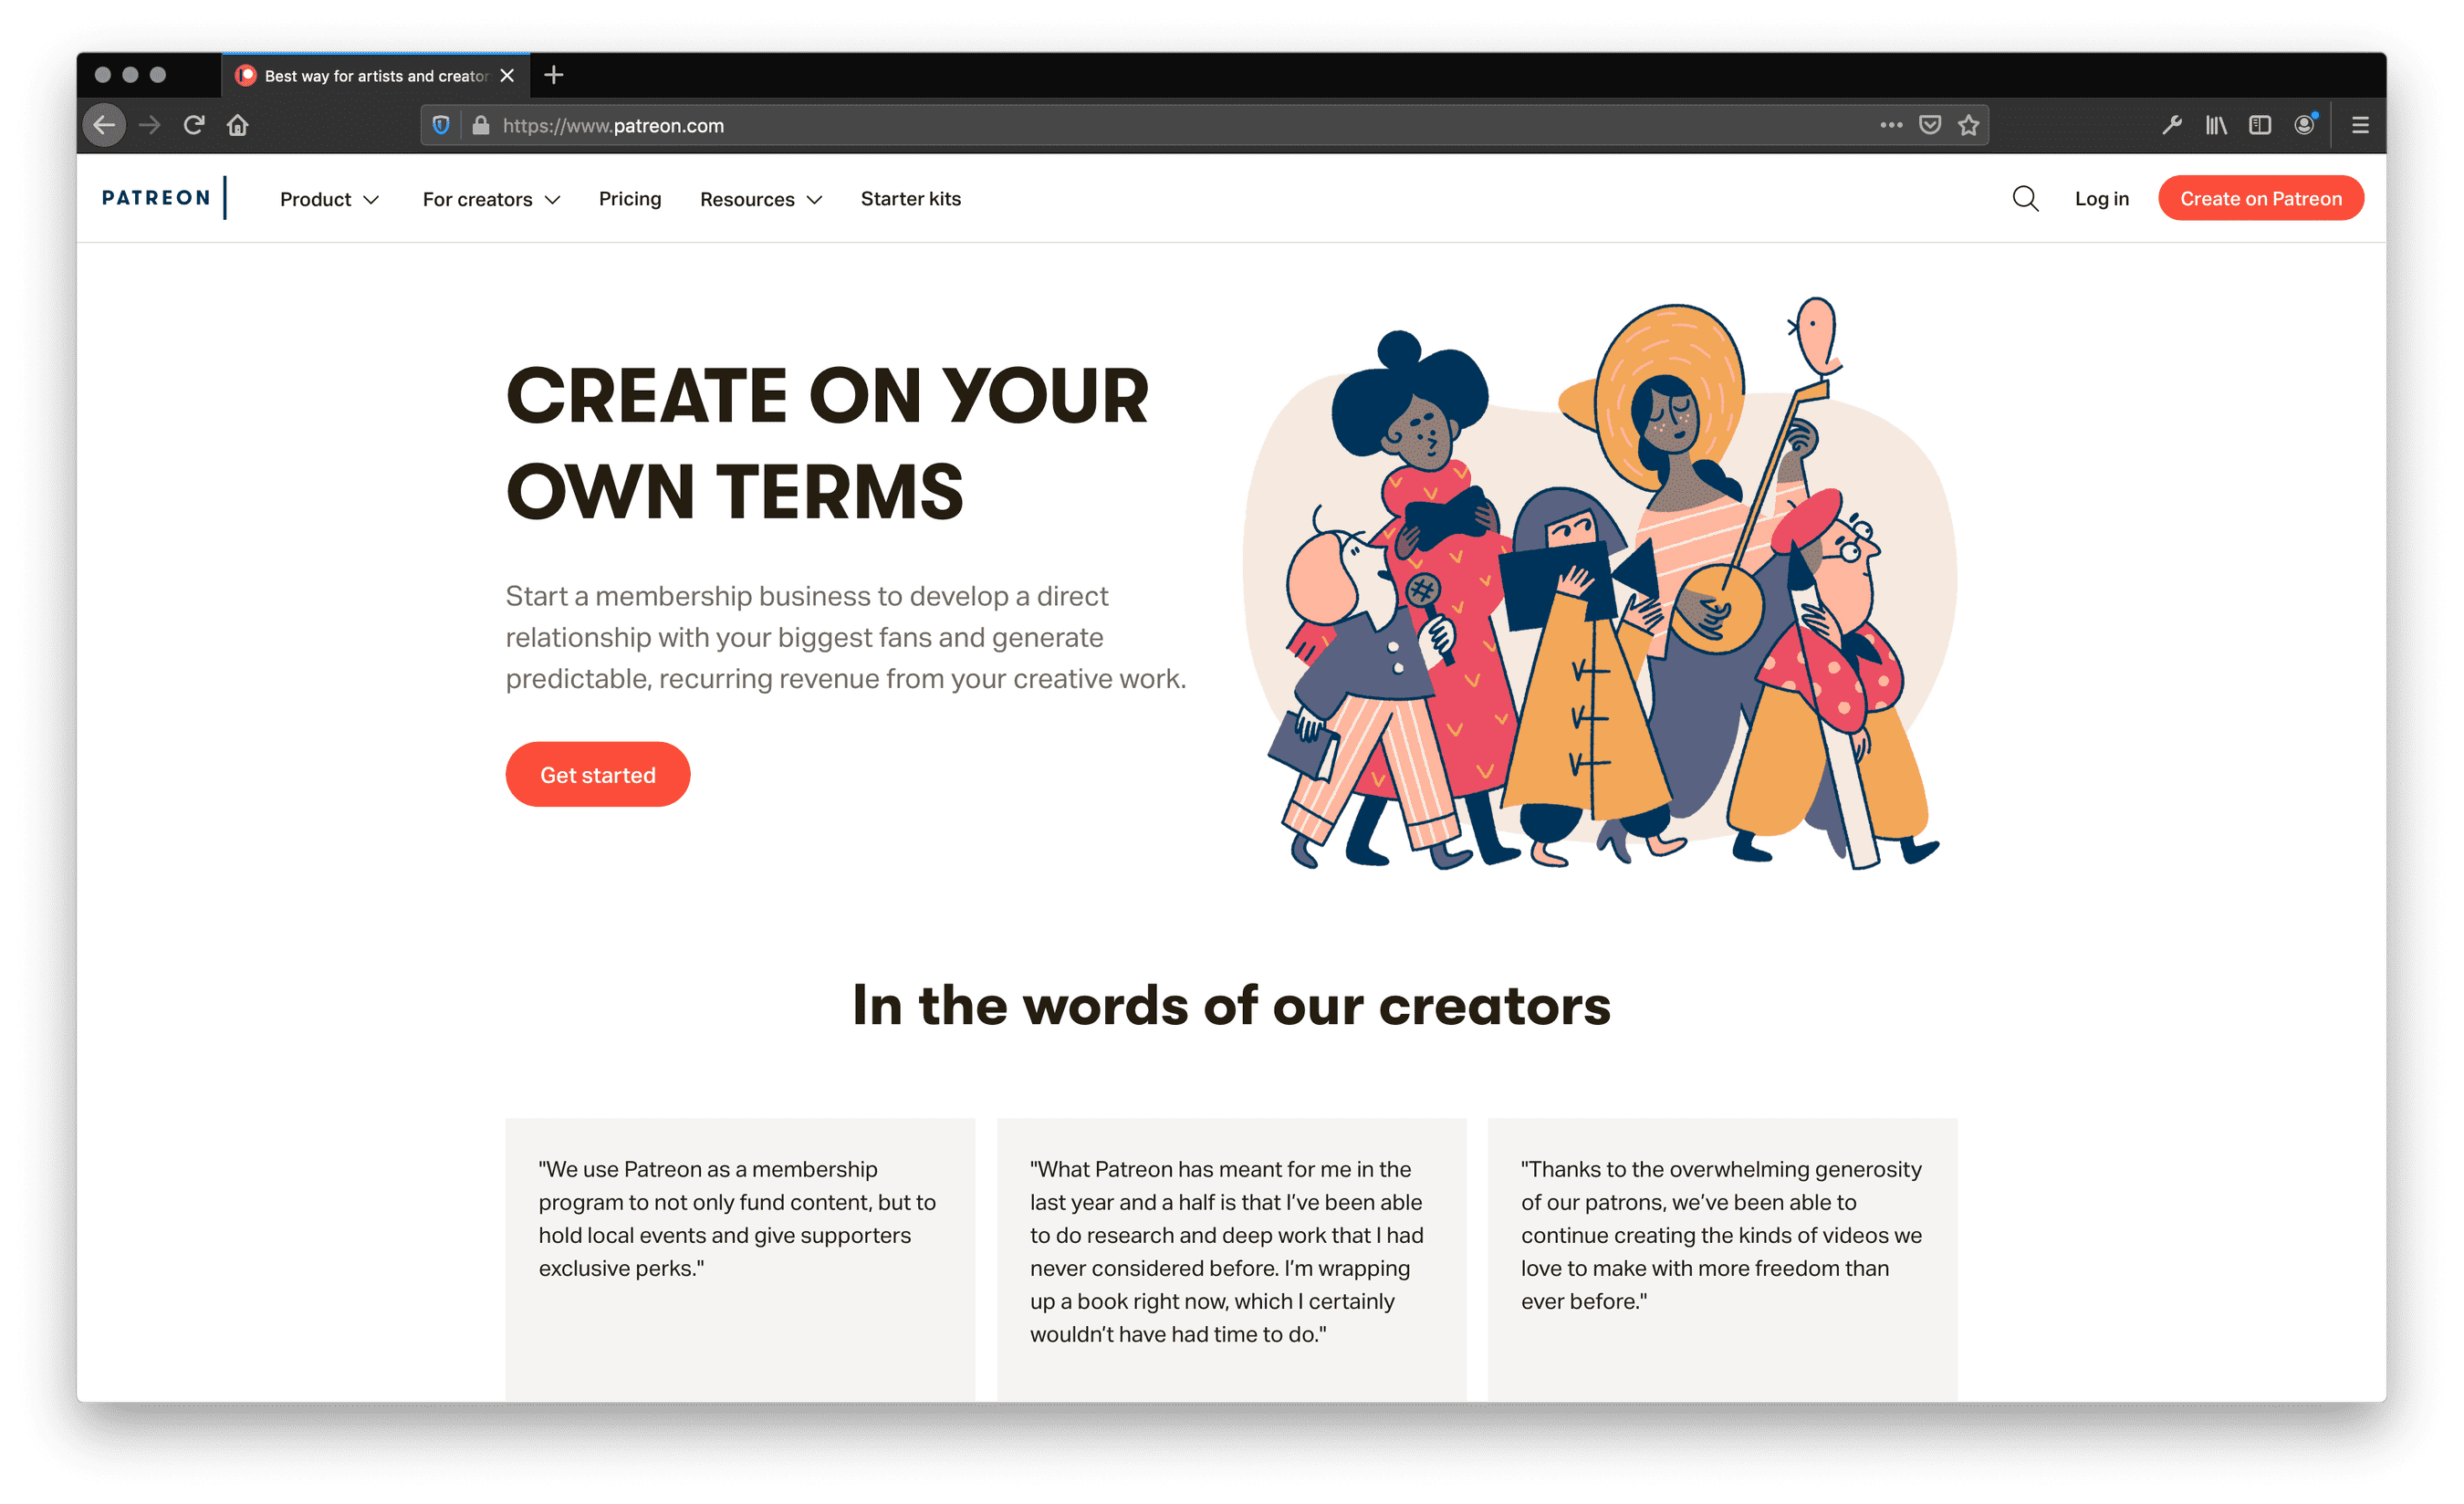 Best way for artists and creator
https://www.patreon.com
PATREON
Product
For creators
Pricing
Resources
Starter kits
Log in
Create on Patreon
CREATE ON YOUR
OWN TERMS
Start a membership business to develop a direct
relationship with your biggest fans and generate
predictable, recurring revenue from your creative work.
Get started
In the words of our creators
"We use Patreon as a membership
program to not only fund content, but to
hold local events and give supporters
exclusive perks."
"What Patreon has meant for me in the
last year and a half is that I’ve been able
to do research and deep work that I had
never considered before. I’m wrapping
up a book right now, which I certainly
wouldn’t have had time to do."
"Thanks to the overwhelming generosity
of our patrons, we’ve been able to
continue creating the kinds of videos we
love to make with more freedom than
ever before."